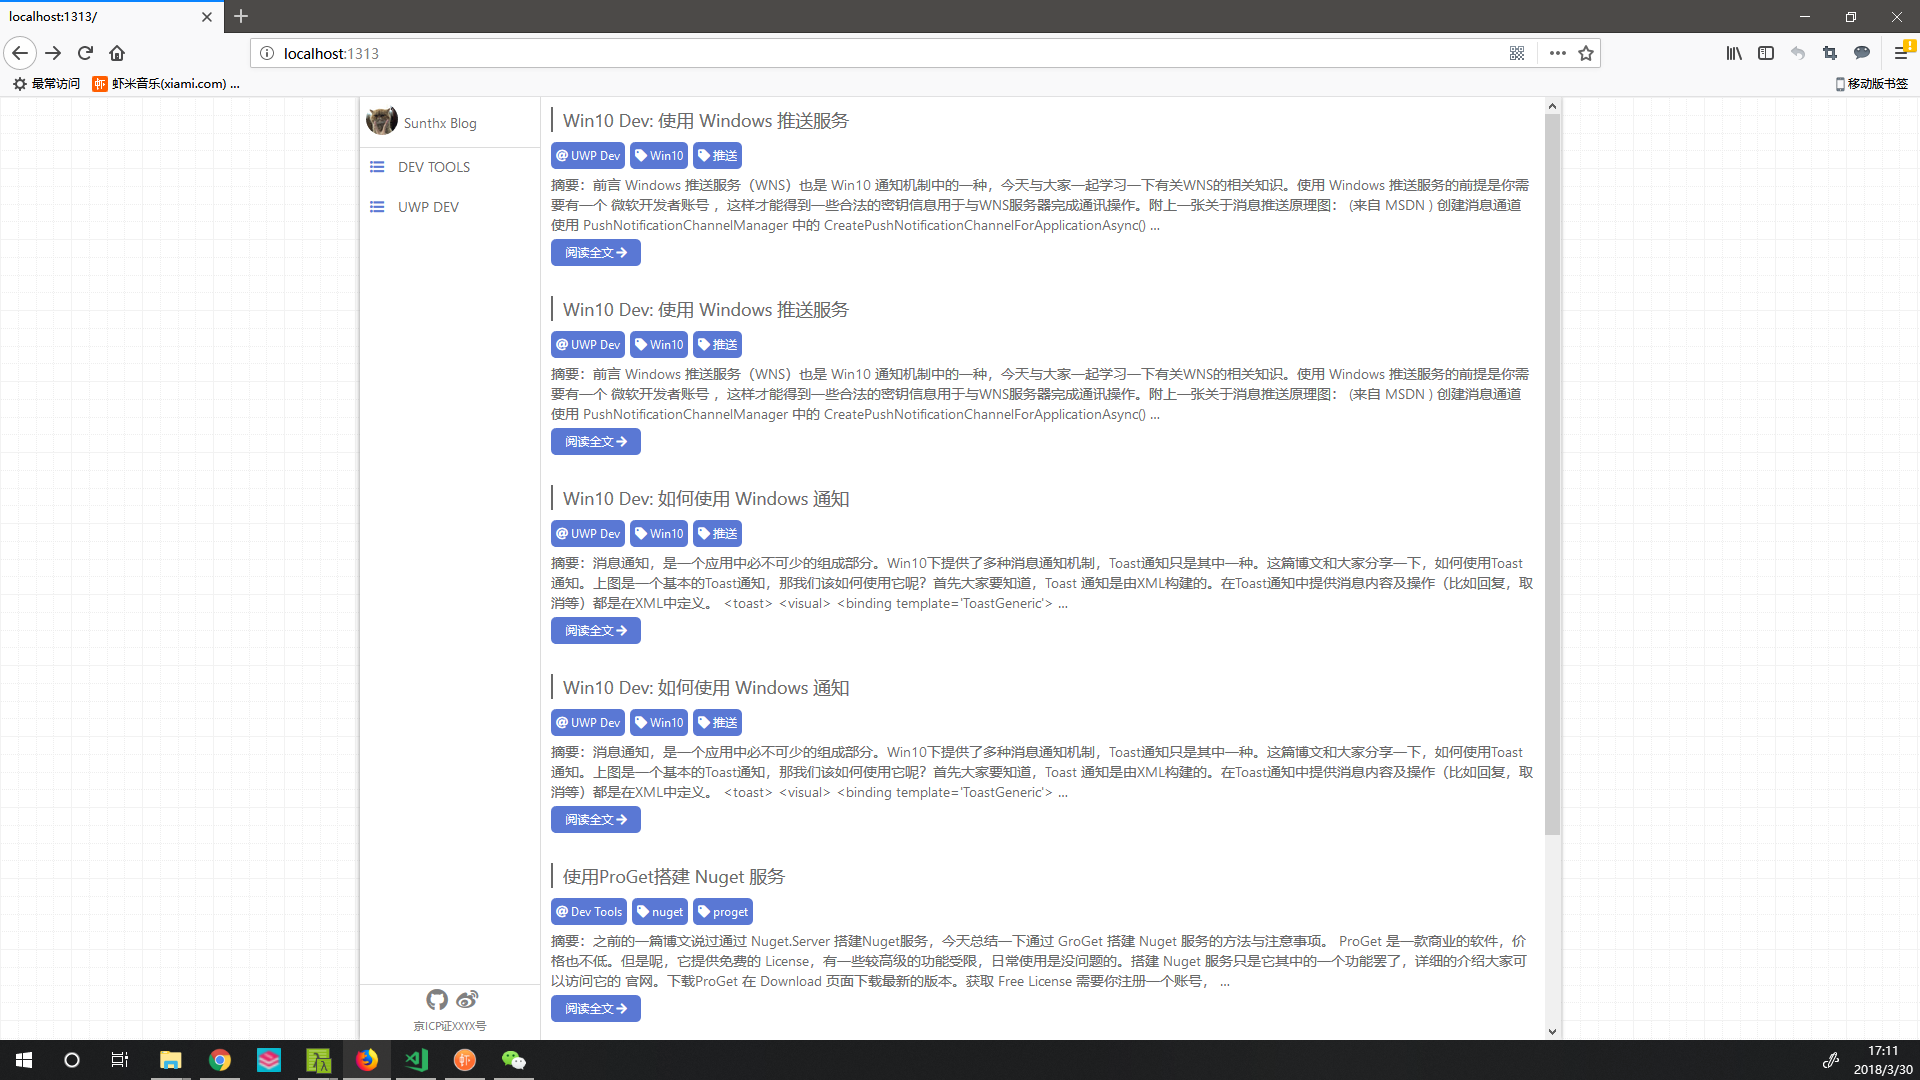 localhost:1313/
localhost:1313
最常访问
虾米音乐(xiami.com) ...
移动版书签
Sunthx Blog
DEV TOOLS
UWP DEV
京ICP证XXYX号
Win10 Dev: 使用 Windows 推送服务
UWP Dev Win10 推送
摘要：前言 Windows 推送服务（WNS）也是 Win10 通知机制中的一种，今天与大家一起学习一下有关WNS的相关知识。使用 Windows 推送服务的前提是你需
要有一个 微软开发者账号 ，这样才能得到一些合法的密钥信息用于与WNS服务器完成通讯操作。附上一张关于消息推送原理图： (来自 MSDN ) 创建消息通道
使用 PushNotificationChannelManager 中的 CreatePushNotificationChannelForApplicationAsync() ...
阅读全文
Win10 Dev: 使用 Windows 推送服务
UWP Dev Win10 推送
摘要：前言 Windows 推送服务（WNS）也是 Win10 通知机制中的一种，今天与大家一起学习一下有关WNS的相关知识。使用 Windows 推送服务的前提是你需
要有一个 微软开发者账号 ，这样才能得到一些合法的密钥信息用于与WNS服务器完成通讯操作。附上一张关于消息推送原理图： (来自 MSDN ) 创建消息通道
使用 PushNotificationChannelManager 中的 CreatePushNotificationChannelForApplicationAsync() ...
阅读全文
Win10 Dev: 如何使用 Windows 通知
UWP Dev Win10 推送
摘要：消息通知，是一个应用中必不可少的组成部分。Win10下提供了多种消息通知机制，Toast通知只是其中一种。这篇博文和大家分享一下，如何使用Toast
通知。上图是一个基本的Toast通知，那我们该如何使用它呢？首先大家要知道，Toast 通知是由XML构建的。在Toast通知中提供消息内容及操作（比如回复，取
消等）都是在XML中定义。 <toast> <visual> <binding template='ToastGeneric'> ...
阅读全文
Win10 Dev: 如何使用 Windows 通知
UWP Dev Win10 推送
摘要：消息通知，是一个应用中必不可少的组成部分。Win10下提供了多种消息通知机制，Toast通知只是其中一种。这篇博文和大家分享一下，如何使用Toast
通知。上图是一个基本的Toast通知，那我们该如何使用它呢？首先大家要知道，Toast 通知是由XML构建的。在Toast通知中提供消息内容及操作（比如回复，取
消等）都是在XML中定义。 <toast> <visual> <binding template='ToastGeneric'> ...
阅读全文
使用ProGet搭建 Nuget 服务
Dev Tools nuget proget
摘要：之前的一篇博文说过通过 Nuget.Server 搭建Nuget服务，今天总结一下通过 GroGet 搭建 Nuget 服务的方法与注意事项。 ProGet 是一款商业的软件，价
格也不低。但是呢，它提供免费的 License，有一些较高级的功能受限，日常使用是没问题的。搭建 Nuget 服务只是它其中的一个功能罢了，详细的介绍大家可
以访问它的 官网。下载ProGet 在 Download 页面下载最新的版本。获取 Free License 需要你注册一个账号， ...
阅读全文
17:11
2018/3/30